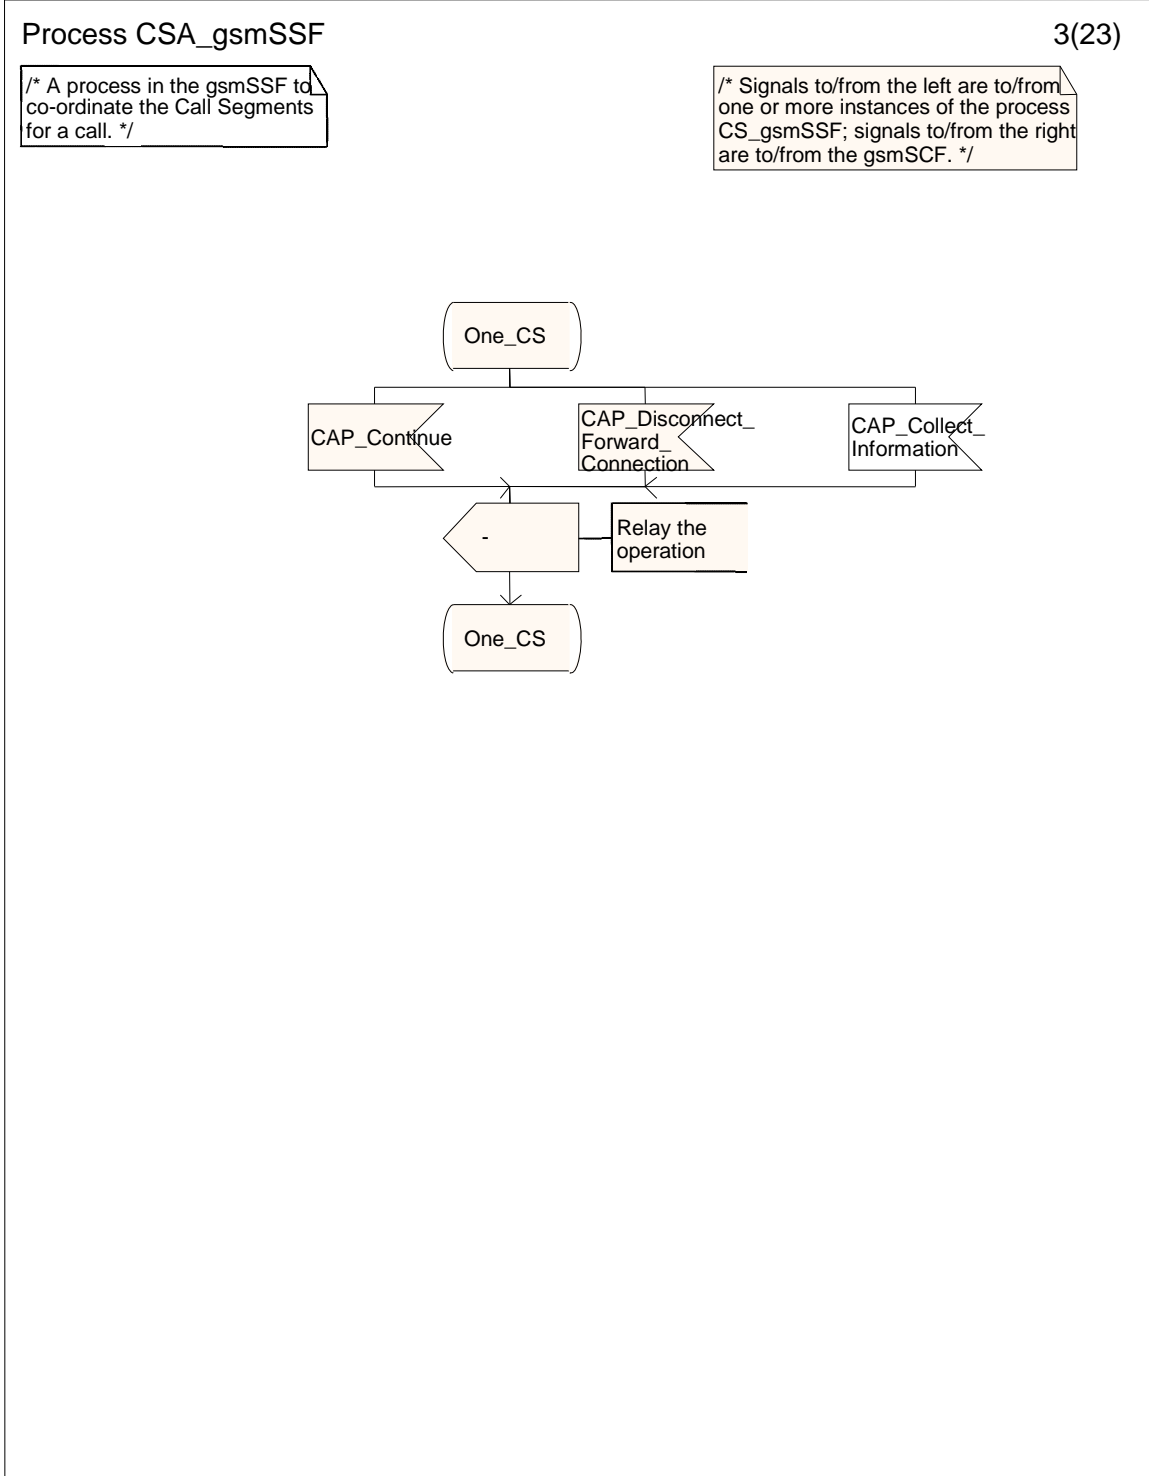 Process CSA_gsmSSF
3(23)
/* A process in the gsmSSF to
co-ordinate the Call Segments
for a call. */
/* Signals to/from the left are to/from
one or more instances of the process
CS_gsmSSF; signals to/from the right
are to/from the gsmSCF. */
One_CS
CAP_Continue
CAP_Disconnect_
Forward_
Connection
CAP_Collect_
Information
-
Relay the
operation
One_CS